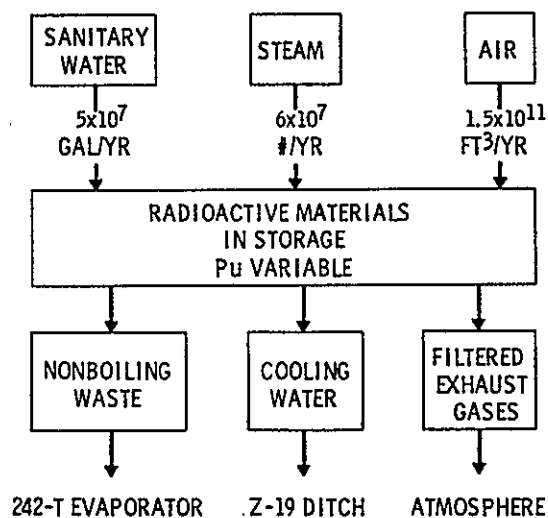 SANITARY
WATER
STEAM
AIR
5x10⁷
GAL/YR
6x10⁷
#/YR
1.5x10¹¹
FT³/YR
RADIOACTIVE MATERIALS
IN STORAGE
Pu VARIABLE
NONBOILING
WASTE
COOLING
WATER
FILTERED
EXHAUST
GASES
242-T EVAPORATOR
Z-19 DITCH
ATMOSPHERE